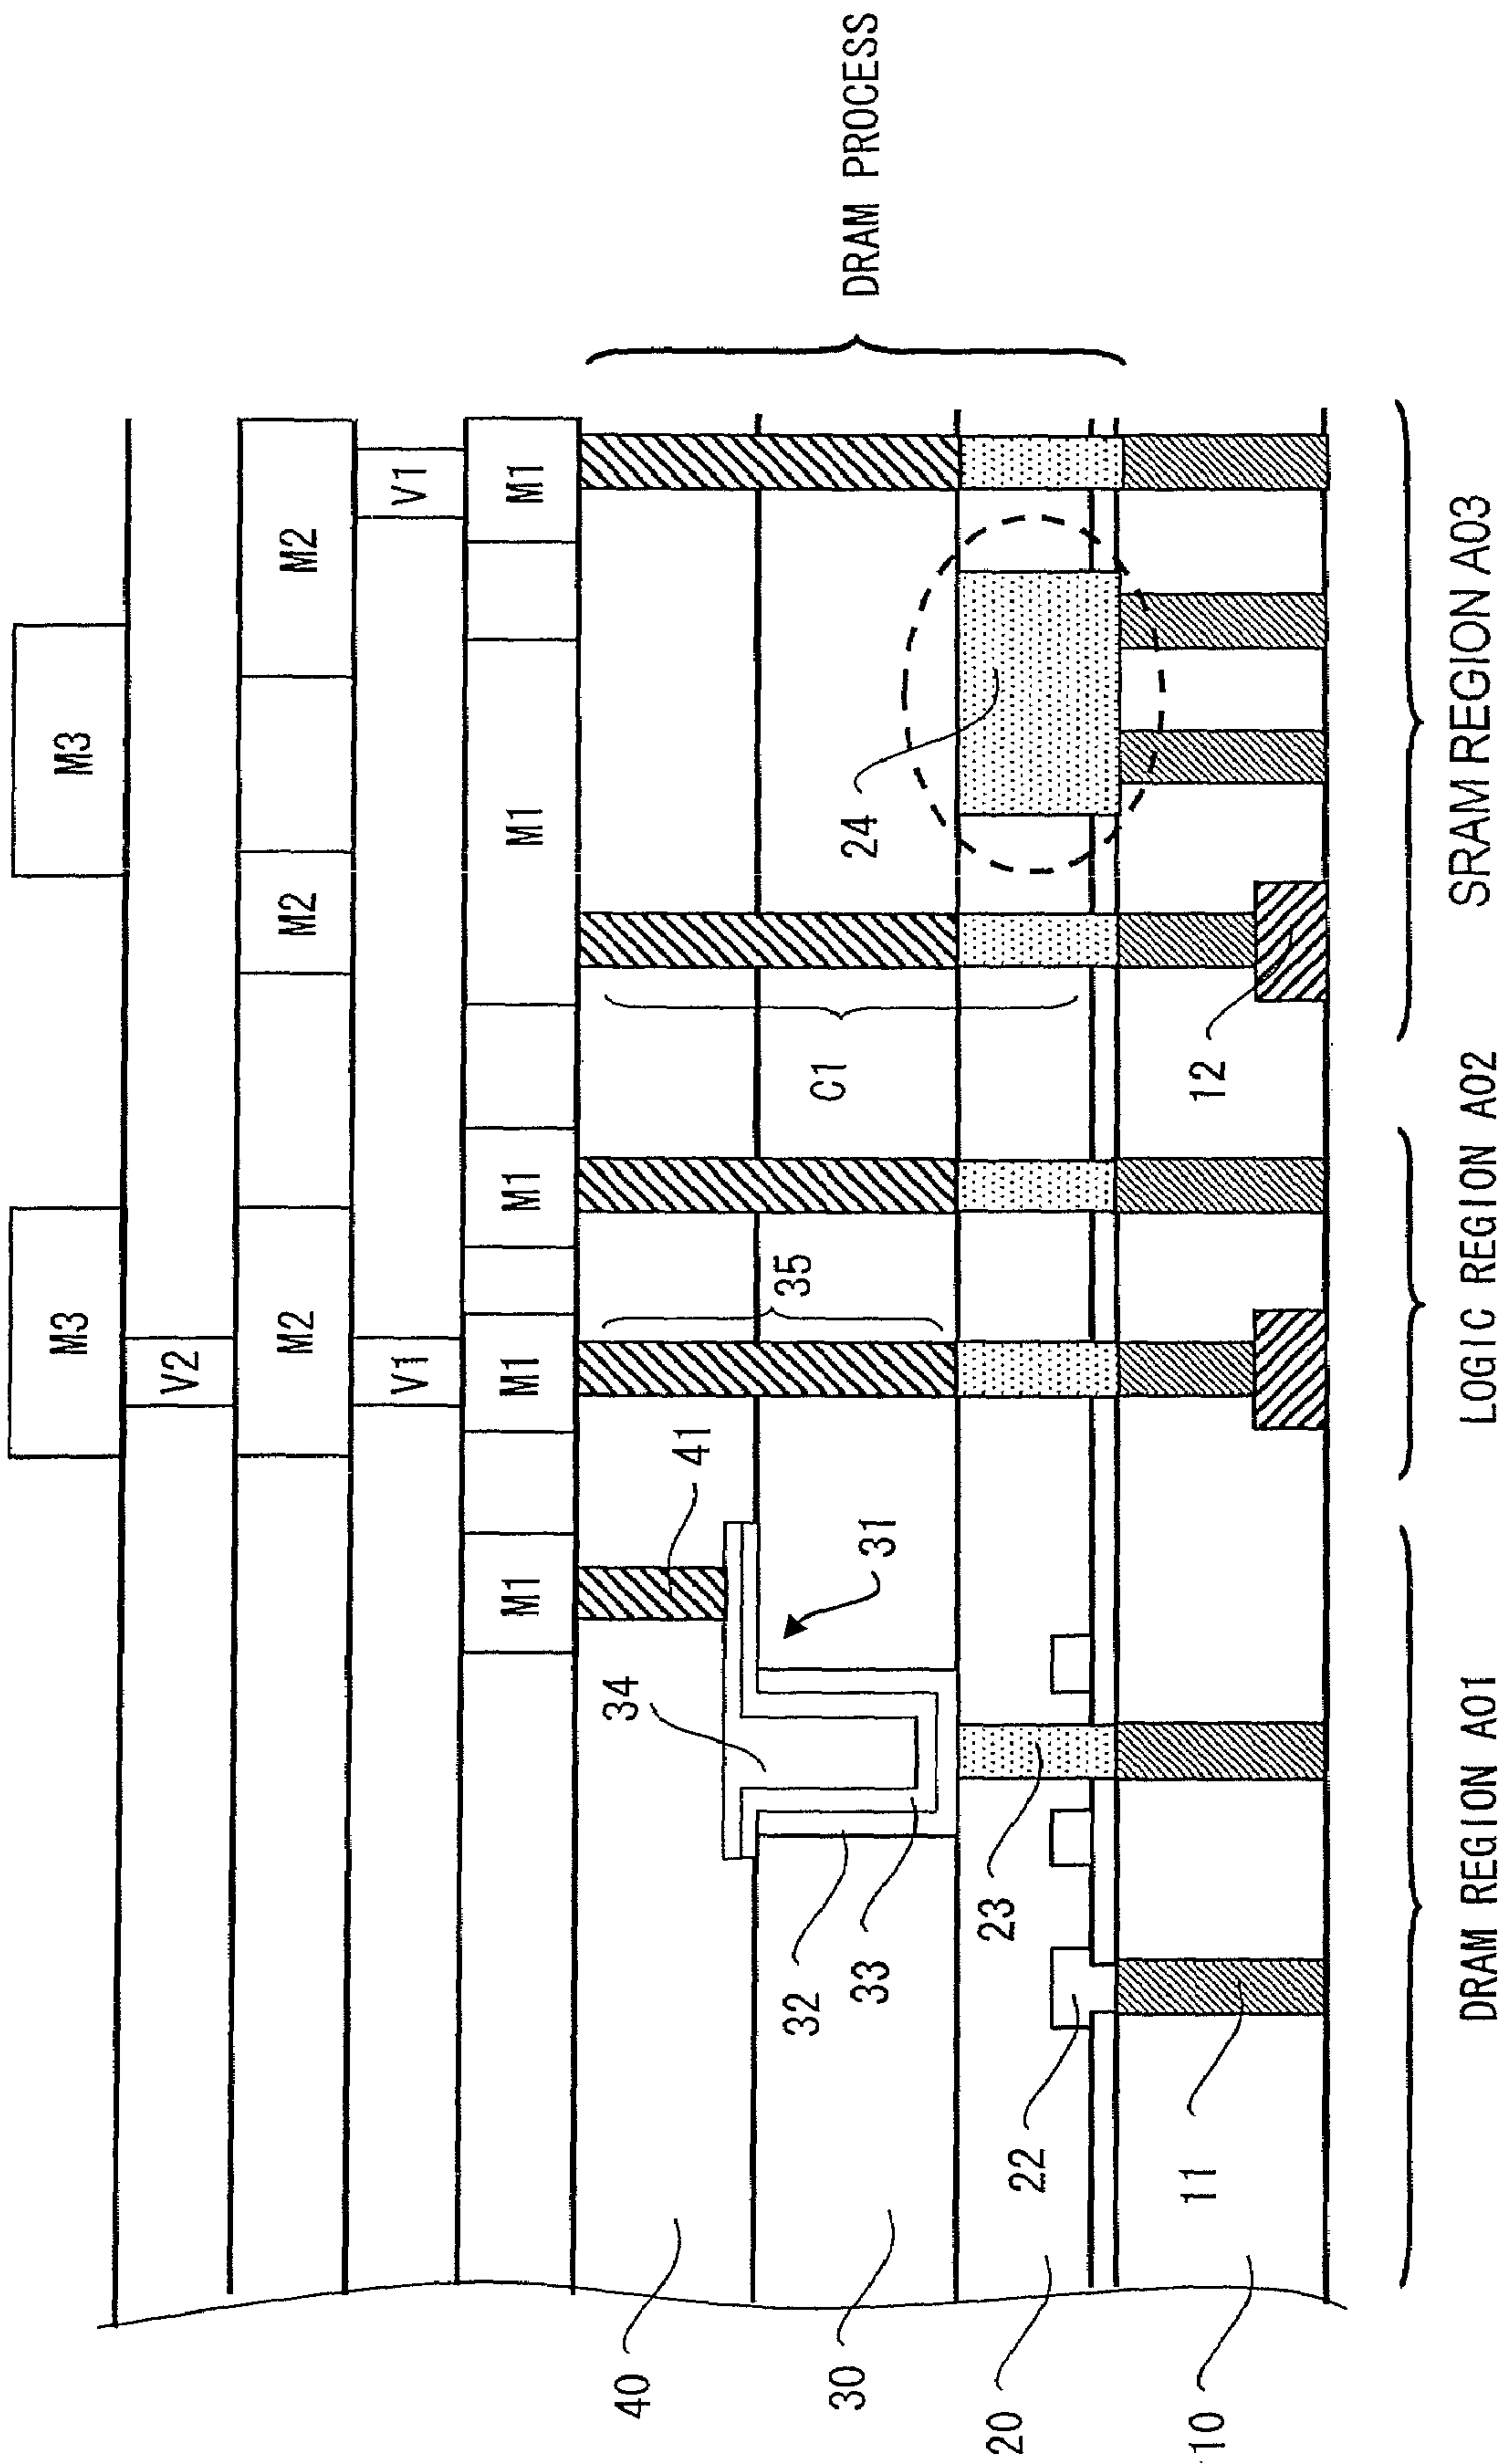 M3
M3
V2
M2
M2
M2
V1
V1
M1
M1
M1
M1
M1
DRAM PROCESS
40
34
41
35
C1
24
30
32
33
31
20
22
23
10
11
12
DRAM REGION A01
LOGIC REGION A02
SRAM REGION A03